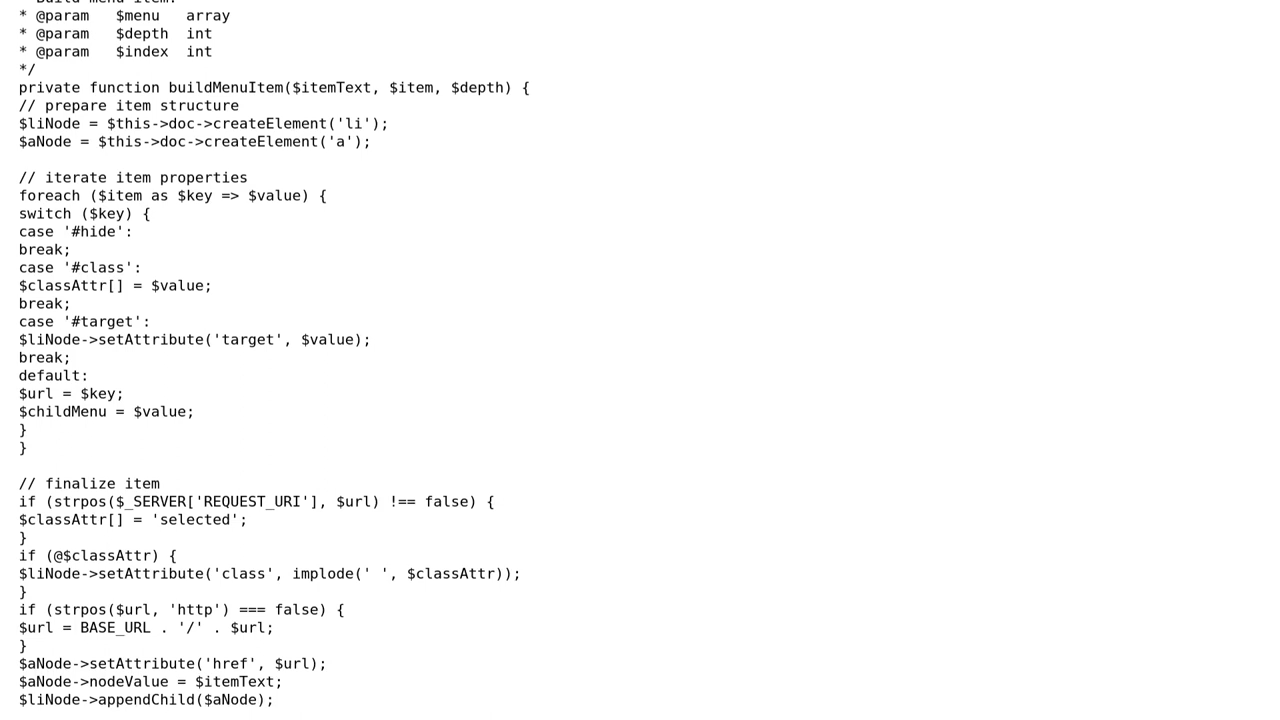 * Build menu item.
* @param   $menu   array
* @param   $depth  int
* @param   $index  int
*/
private function buildMenuItem($itemText, $item, $depth) {
// prepare item structure
$liNode = $this->doc->createElement('li');
$aNode = $this->doc->createElement('a');

// iterate item properties
foreach ($item as $key => $value) {
switch ($key) {
case '#hide':
break;
case '#class':
$classAttr[] = $value;
break;
case '#target':
$liNode->setAttribute('target', $value);
break;
default:
$url = $key;
$childMenu = $value;
}
}

// finalize item
if (strpos($_SERVER['REQUEST_URI'], $url) !== false) {
$classAttr[] = 'selected';
}
if (@$classAttr) {
$liNode->setAttribute('class', implode(' ', $classAttr));
}
if (strpos($url, 'http') === false) {
$url = BASE_URL . '/' . $url;
}
$aNode->setAttribute('href', $url);
$aNode->nodeValue = $itemText;
$liNode->appendChild($aNode);